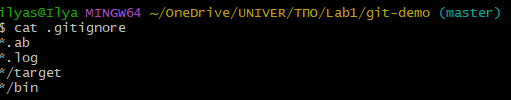 ilyas@Ilya MINGW64 ~/OneDrive/UNIVER/ТПО/Lab1/git-demo (master)
$ cat .gitignore
*.ab
*.log
*/target
*/bin